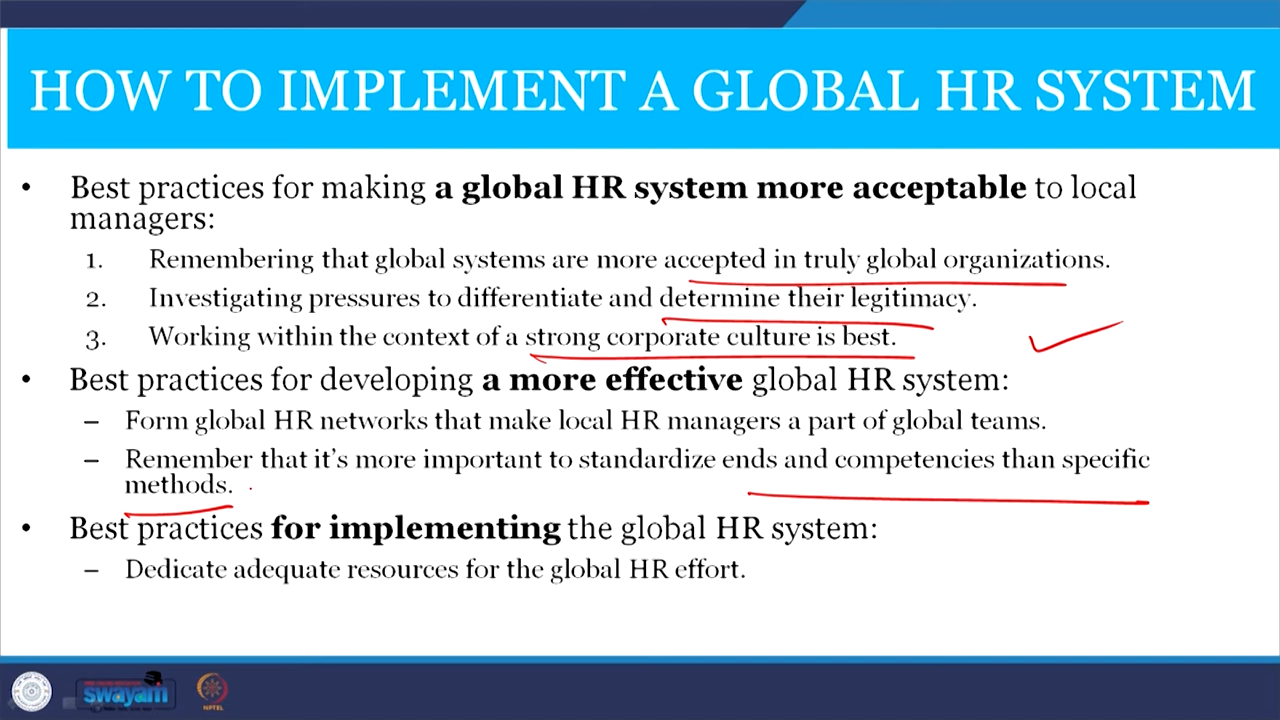 HOW TO IMPLEMENT A GLOBAL HR SYSTEM
• Best practices for making a global HR system more acceptable to local
managers:
1. Remembering that global systems are more accepted in truly global organizations.
2. Investigating pressures to differentiate and determine their legitimacy.
3. Working within the context of a strong corporate culture is best.
• Best practices for developing a more effective global HR system:
– Form global HR networks that make local HR managers a part of global teams.
– Remember that it's more important to standardize ends and competencies than specific
methods.
• Best practices for implementing the global HR system:
– Dedicate adequate resources for the global HR effort.
swayam
NPTEL